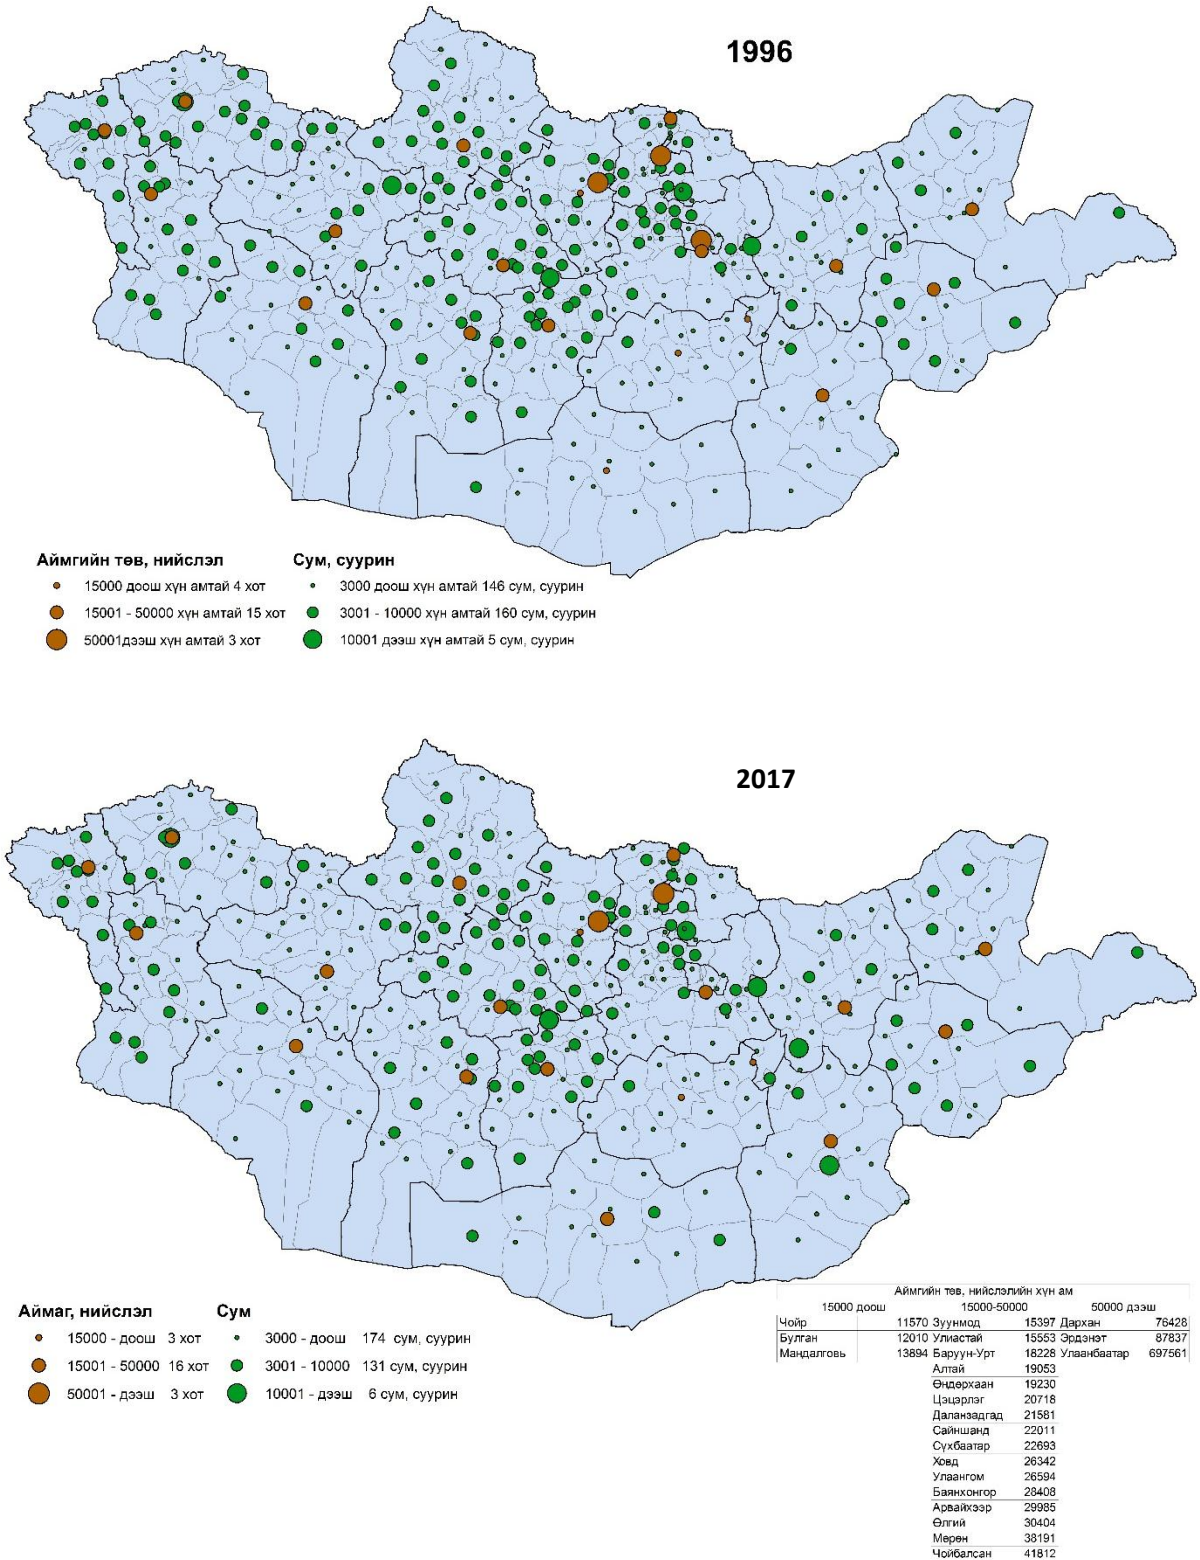 1996
Аймгийн төв, нийслэл
15000 доош хүн амтай 4 хот
15001 - 50000 хүн амтай 15 хот
50001дээш хүн амтай 3 хот
Сум, суурин
3000 доош хүн амтай 146 сум, суурин
3001 - 10000 хүн амтай 160 сум, суурин
10001 дээш хүн амтай 5 сум, суурин
2017
Аймаг, нийслэл
15000 - доош 3 хот
15001 - 50000 16 хот
50001 - дээш 3 хот
Сум
3000 - доош 174 сум, суурин
3001 - 10000 131 сум, суурин
10001 - дээш 6 сум, суурин
Аймгийн төв, нийслэлийн хүн ам
15000 доош 15000-50000 50000 дээш
Чойр 11570 Зуунмод 15397 Дархан 76428
Булган 12010 Улиастай 15553 Эрдэнэт 87837
Мандалговь 13894 Баруун-Урт 18228 Улаанбаатар 697561
Алтай 19053
Өндөрхаан 19230
Цэцэрлэг 20718
Даланзадгад 21581
Сайншанд 22011
Сүхбаатар 22693
Ховд 26342
Улаангом 26594
Баянхонгор 28408
Арвайхээр 29985
Өлгий 30404
Мөрөн 38191
Чойбалсан 41812